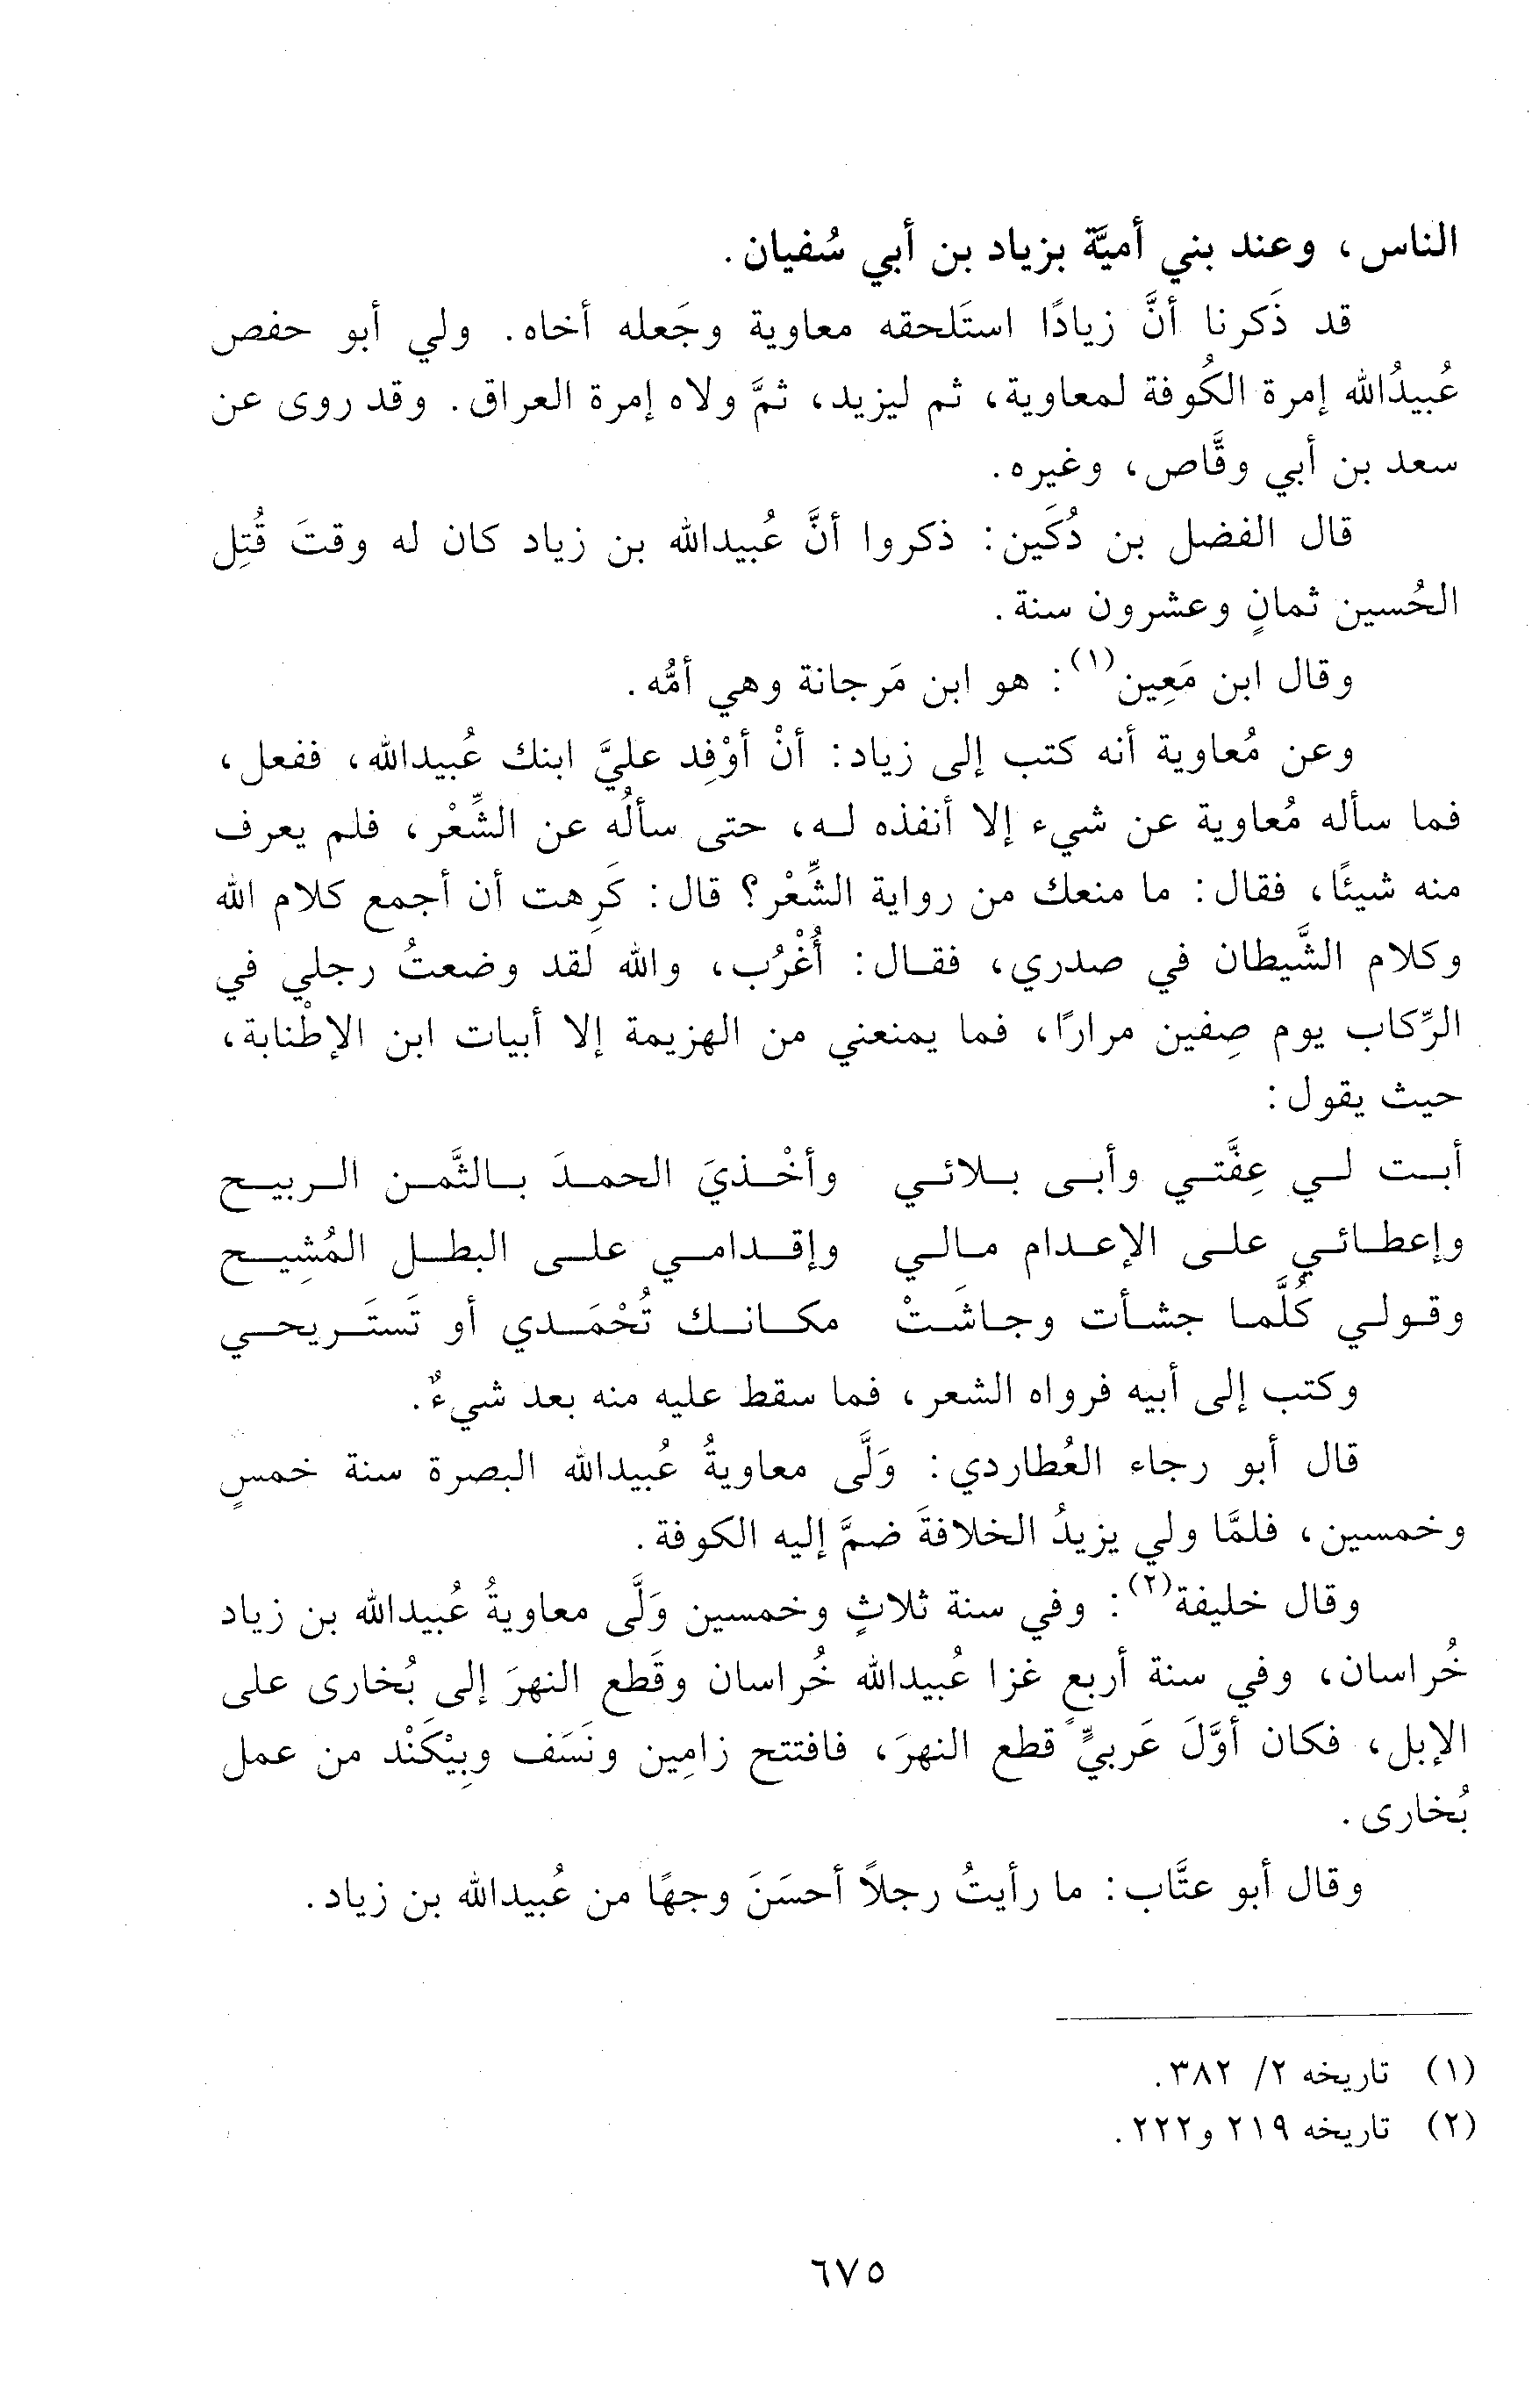 الناس، وعند بني أميَّة بزياد بن أبي سُفيان.
قد ذَكرنا أنَّ زيادًا استَلحقه معاوية وجَعله أخاه. ولي أبو حفص
عُبيدُالله إمرة الكُوفة لمعاوية، ثم ليزيد، ثمَّ ولاه إمرة العراق. وقد روى عن
سعد بن أبي وقَّاص، وغيره.
قال الفضل بن دُكَين: ذكروا أنَّ عُبيدالله بن زياد كان له وقتَ قُتِل
الحُسين ثمانٍ وعشرون سنة.
وقال ابن مَعِين(١): هو ابن مَرجانة وهي أمُّه.
وعن مُعاوية أنه كتب إلى زياد: أنْ أوْفِد عليَّ ابنك عُبيدالله، ففعل،
فما سأله مُعاوية عن شيء إلا أنفذه له، حتى سألُه عن الشِّعْر، فلم يعرف
منه شيئًا، فقال: ما منعك من رواية الشِّعْر؟ قال: كَرِهت أن أجمع كلام الله
وكلام الشَّيطان في صدري، فقال: أُغْرُب، والله لقد وضعتُ رجلي في
الرِّكاب يوم صِفين مرارًا، فما يمنعني من الهزيمة إلا أبيات ابن الإطْنابة،
حيث يقول:
أبت لي عِفَّتي وأبى بلائي وأخْذيَ الحمدَ بالثَّمن الربيح
وإعطائي على الإعدام مالي وإقدامي على البطل المُشِيح
وقولي كُلَّما جشأت وجاشَتْ مكانك تُحْمَدي أو تَستَريحي
وكتب إلى أبيه فرواه الشعر، فما سقط عليه منه بعد شيءٌ.
قال أبو رجاء العُطاردي: وَلَّى معاويةُ عُبيدالله البصرة سنة خمسٍ
وخمسين، فلمَّا ولي يزيدُ الخلافةَ ضمَّ إليه الكوفة.
وقال خليفة(٢): وفي سنة ثلاثٍ وخمسين وَلَّى معاويةُ عُبيدالله بن زياد
خُراسان، وفي سنة أربعٍ غزا عُبيدالله خُراسان وقَطع النهرَ إلى بُخارى على
الإبل، فكان أوَّلَ عَربيٍّ قطع النهرَ، فافتتح زامِين ونَسَف وبِيْكَنْد من عمل
بُخارى.
وقال أبو عتَّاب: ما رأيتُ رجلاً أحسَنَ وجهًا من عُبيدالله بن زياد.
(١) تاريخه ٢/ ٣٨٢.
(٢) تاريخه ٢١٩ و٢٢٢.
٦٧٥